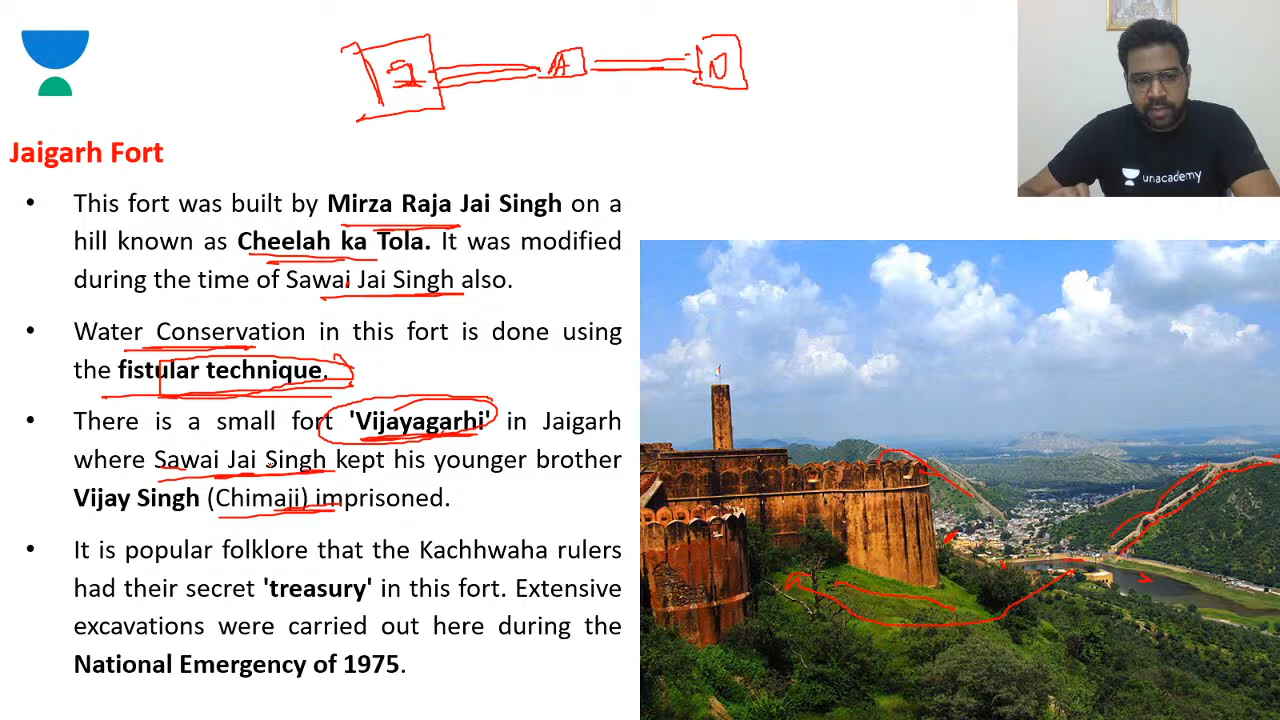 J
A
N
unacademy
Jaigarh Fort
• This fort was built by Mirza Raja Jai Singh on a
hill known as Cheelah ka Tola. It was modified
during the time of Sawai Jai Singh also.
• Water Conservation in this fort is done using
the fistular technique.
• There is a small fort 'Vijayagarhi' in Jaigarh
where Sawai Jai Singh kept his younger brother
Vijay Singh (Chimaji) imprisoned.
• It is popular folklore that the Kachhwaha rulers
had their secret 'treasury' in this fort. Extensive
excavations were carried out here during the
National Emergency of 1975.